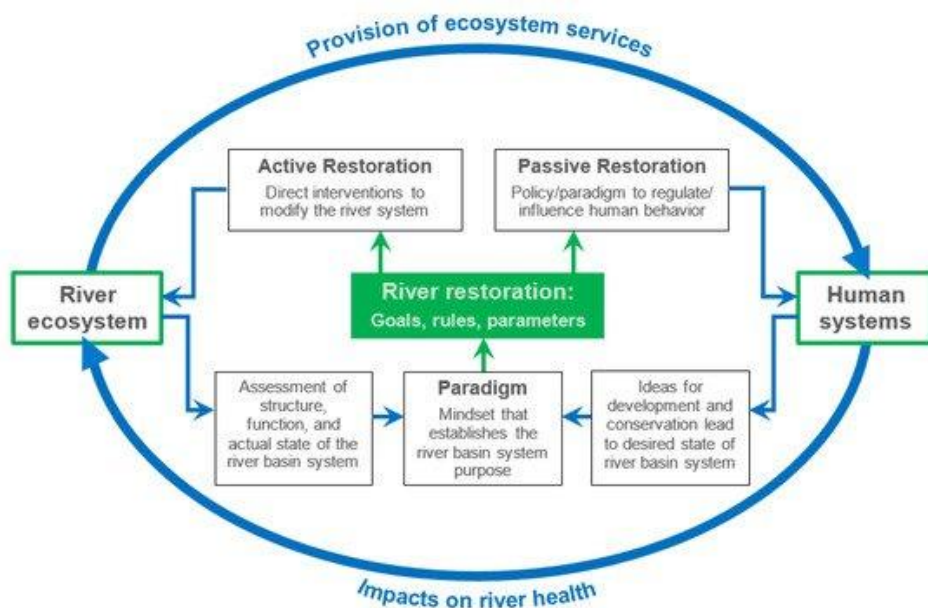 Provision of ecosystem services
Active Restoration
Direct interventions to
modify the river system
Passive Restoration
Policy/paradigm to regulate/
influence human behavior
River
ecosystem
River restoration:
Goals, rules, parameters
Human
systems
Assessment of
structure,
function, and
actual state of the
river basin system
Paradigm
Mindset that
establishes the
river basin system
purpose
Ideas for
development and
conservation lead
to desired state of
river basin system
Impacts on river health